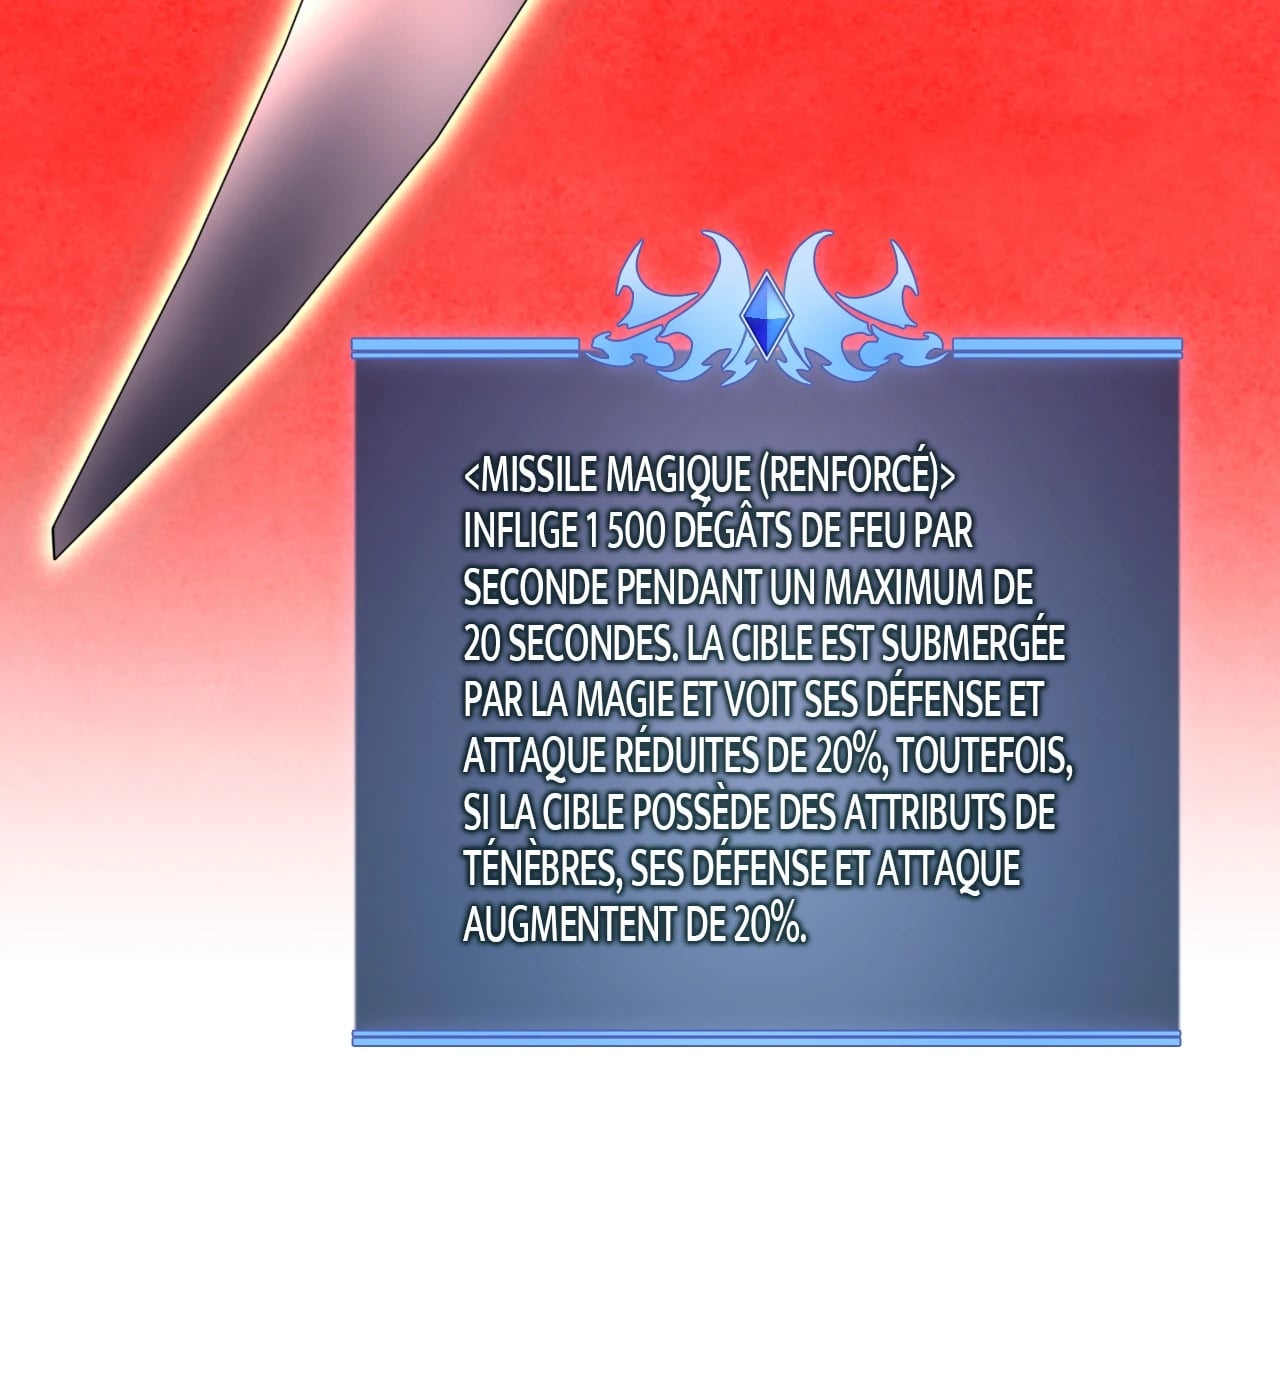 <MISSILE MAGIQUE (RENFORCÉ)>
INFLIGE 1 500 DÉGÂTS DE FEU PAR
SECONDE PENDANT UN MAXIMUM DE
20 SECONDES. LA CIBLE EST SUBMERGÉE
PAR LA MAGIE ET VOIT SES DÉFENSE ET
ATTAQUE RÉDUITES DE 20%, TOUTEFOIS,
SI LA CIBLE POSSÈDE DES ATTRIBUTS DE
TÉNÈBRES, SES DÉFENSE ET ATTAQUE
AUGMENTENT DE 20%.